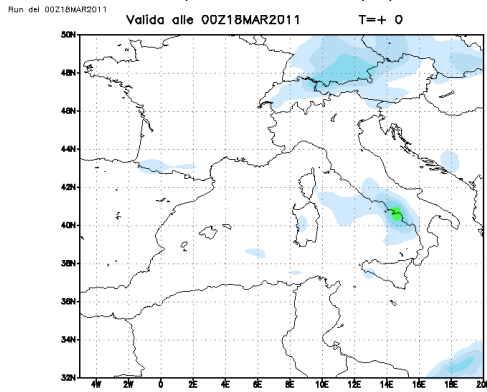 Run del 00Z18MAR2011
Valida alle 00Z18MAR2011 T=+ 0
50N
48N
46N
44N
42N
40N
38N
36N
34N
32N
4W 2W 0 2E 4E 6E 8E 10E 12E 14E 16E 18E 20